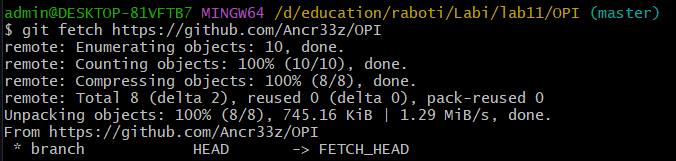 admin@DESKTOP-81VFTB7 MINGW64 /d/education/raboti/Labi/lab11/OPI (master)
$ git fetch https://github.com/Ancr33z/OPI
remote: Enumerating objects: 10, done.
remote: Counting objects: 100% (10/10), done.
remote: Compressing objects: 100% (8/8), done.
remote: Total 8 (delta 2), reused 0 (delta 0), pack-reused 0
Unpacking objects: 100% (8/8), 745.16 KiB | 1.29 MiB/s, done.
From https://github.com/Ancr33z/OPI
 * branch            HEAD       -> FETCH_HEAD